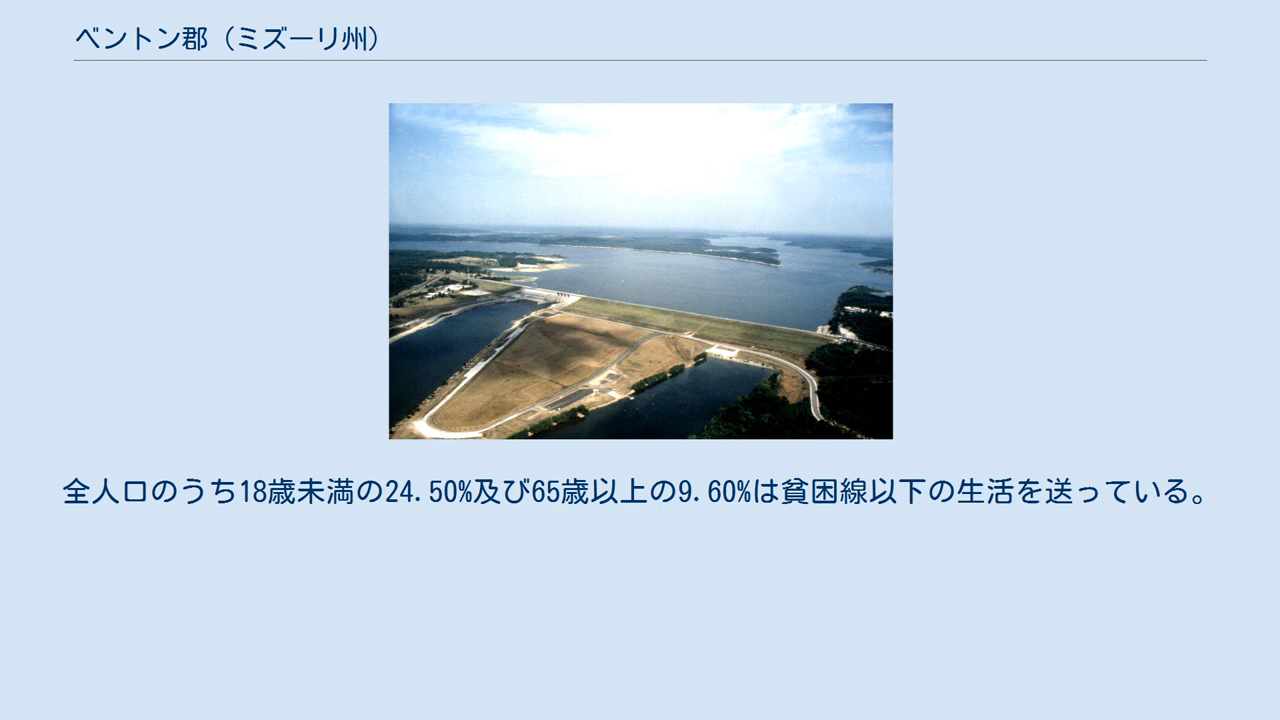 ベントン郡（ミズーリ州）
全人口のうち18歳未満の24.50%及び65歳以上の9.60%は貧困線以下の生活を送っている。